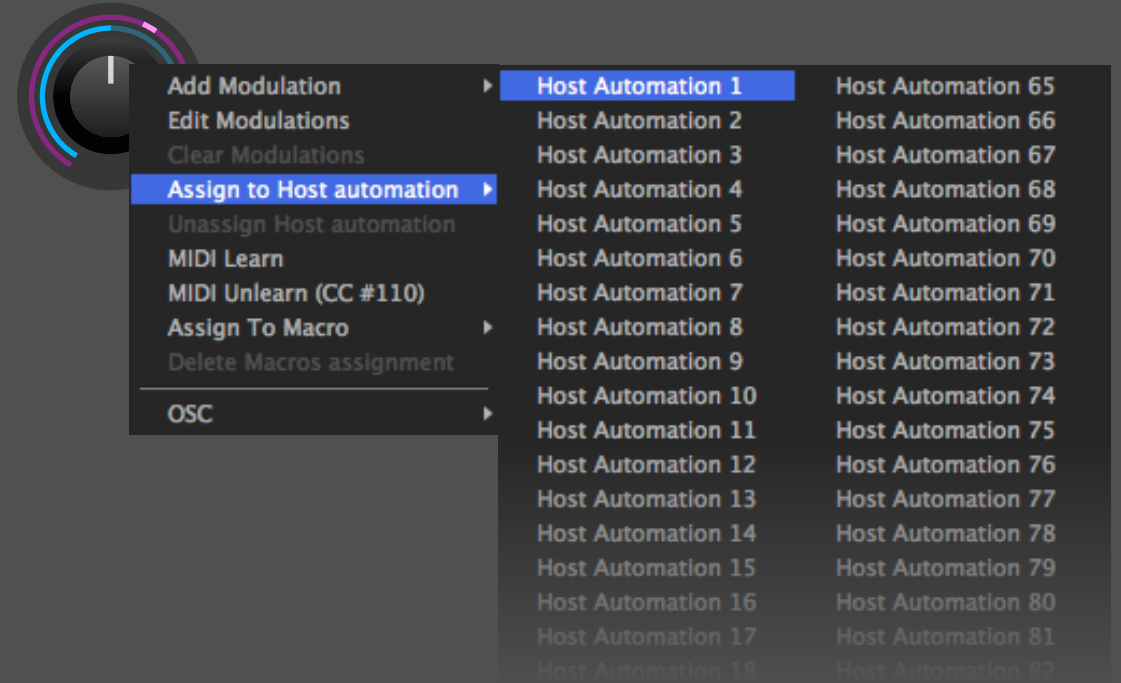 Add Modulation
Edit Modulations
Clear Modulations
Assign to Host automation
Unassign Host automation
MIDI Learn
MIDI Unlearn (CC #110)
Assign To Macro
Delete Macros assignment
OSC
Host Automation 1
Host Automation 2
Host Automation 3
Host Automation 4
Host Automation 5
Host Automation 6
Host Automation 7
Host Automation 8
Host Automation 9
Host Automation 10
Host Automation 11
Host Automation 12
Host Automation 13
Host Automation 14
Host Automation 15
Host Automation 16
Host Automation 17
Host Automation 18
Host Automation 65
Host Automation 66
Host Automation 67
Host Automation 68
Host Automation 69
Host Automation 70
Host Automation 71
Host Automation 72
Host Automation 73
Host Automation 74
Host Automation 75
Host Automation 76
Host Automation 77
Host Automation 78
Host Automation 79
Host Automation 80
Host Automation 81
Host Automation 82